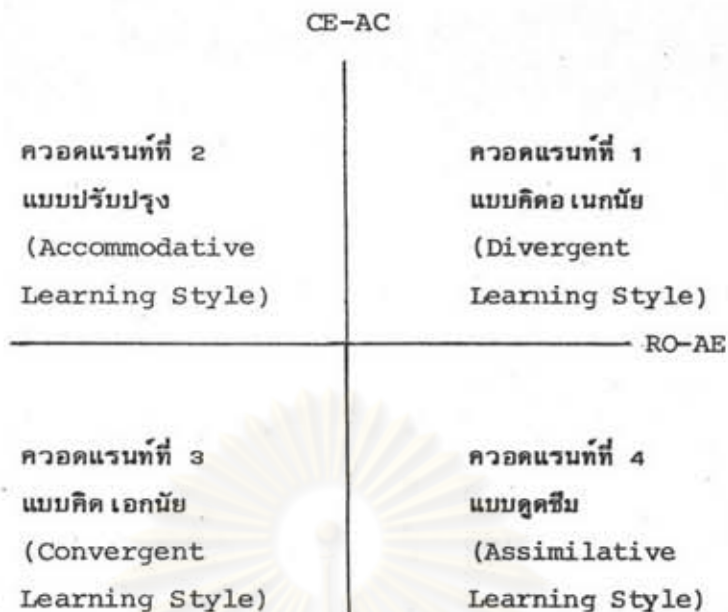 CE-AC
ควอดแรนท์ที่ 2
แบบปรับปรุง
(Accommodative
Learning Style)
ควอดแรนท์ที่ 1
แบบคิดอเนกนัย
(Divergent
Learning Style)
RO-AE
ควอดแรนท์ที่ 3
แบบคิดเอกนัย
(Convergent
Learning Style)
ควอดแรนท์ที่ 4
แบบดูดซึม
(Assimilative
Learning Style)